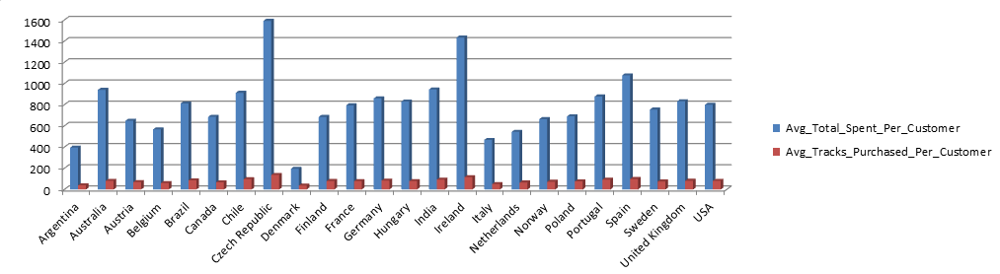 1600
1400
1200
1000
800
600
400
200
0
Argentina
Australia
Austria
Belgium
Brazil
Canada
Chile
Czech Republic
Denmark
Finland
France
Germany
Hungary
India
Ireland
Italy
Netherlands
Norway
Poland
Portugal
Spain
Sweden
United Kingdom
USA
Avg_Total_Spent_Per_Customer
Avg_Tracks_Purchased_Per_Customer